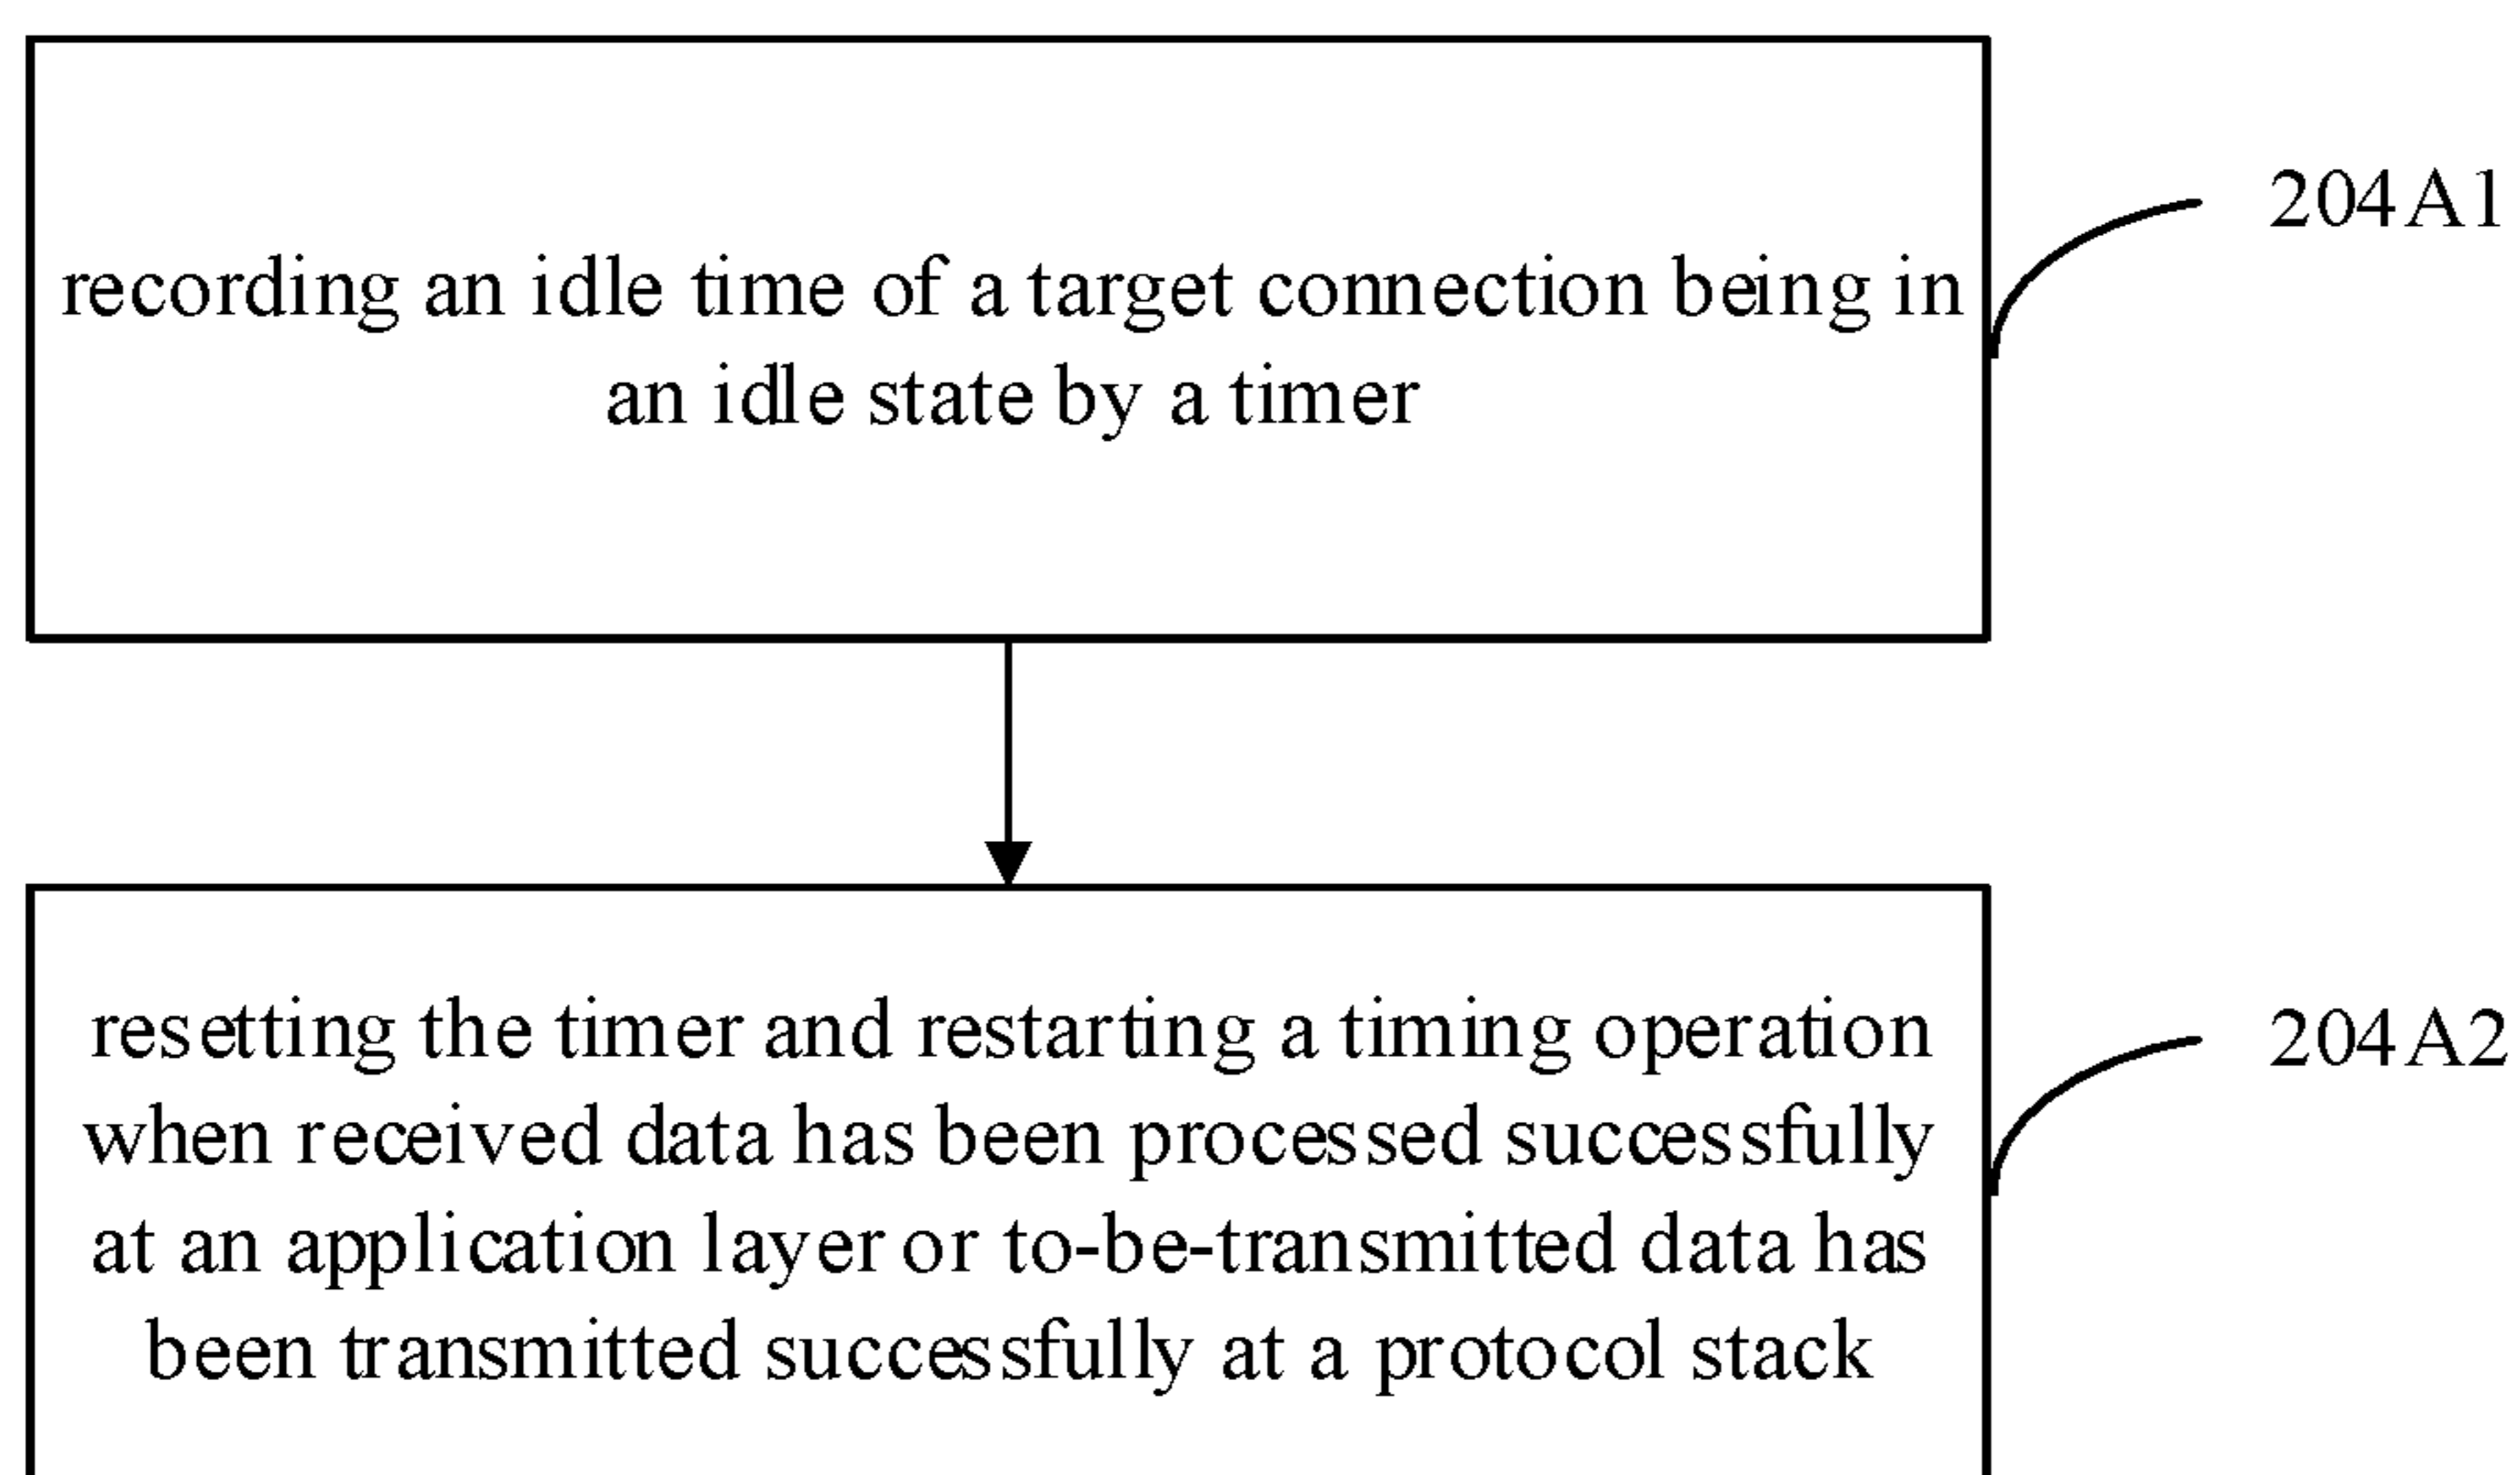 204A1
recording an idle time of a target connection being in
an idle state by a timer
204A2
resetting the timer and restarting a timing operation
when received data has been processed successfully
at an application layer or to-be-transmitted data has
been transmitted successfully at a protocol stack